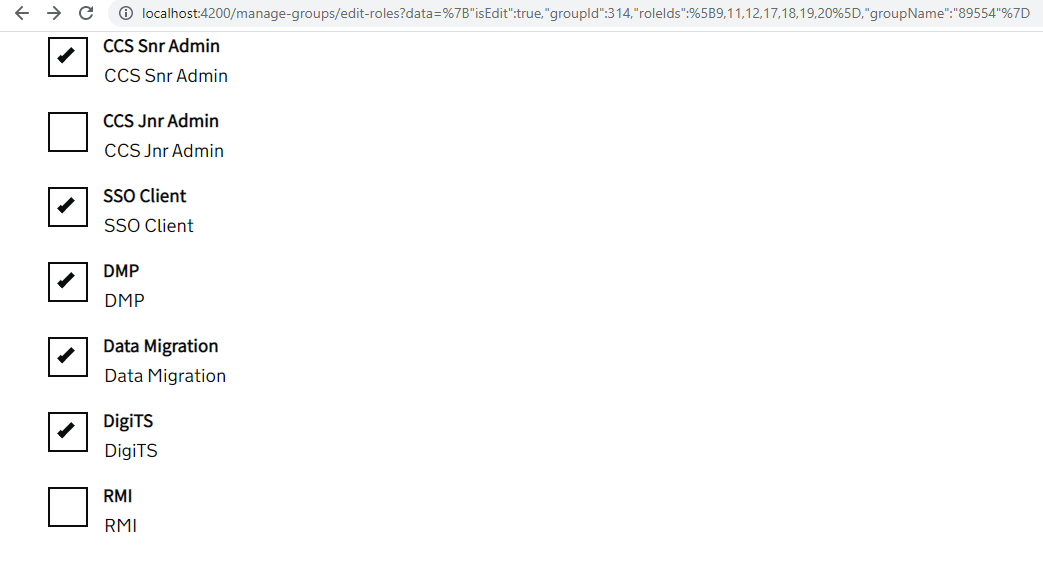 localhost:4200/manage-groups/edit-roles?data=%7B"isEdit":true,"groupId":314,"roleIds":%5B9,11,12,17,18,19,20%5D,"groupName":"89554"%7D
CCS Snr Admin
CCS Snr Admin
CCS Jnr Admin
CCS Jnr Admin
SSO Client
SSO Client
DMP
DMP
Data Migration
Data Migration
DigiTS
DigiTS
RMI
RMI